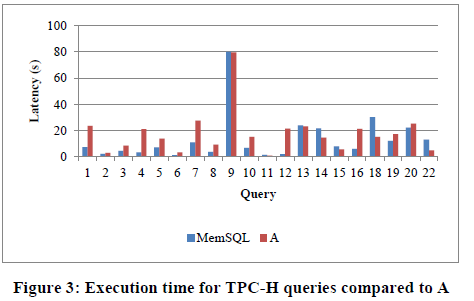 100
80
60
40
20
0
Latency (s)
1 2 3 4 5 6 7 8 9 10 11 12 13 14 15 16 18 19 20 22
Query
MemSQL A
Figure 3: Execution time for TPC-H queries compared to A